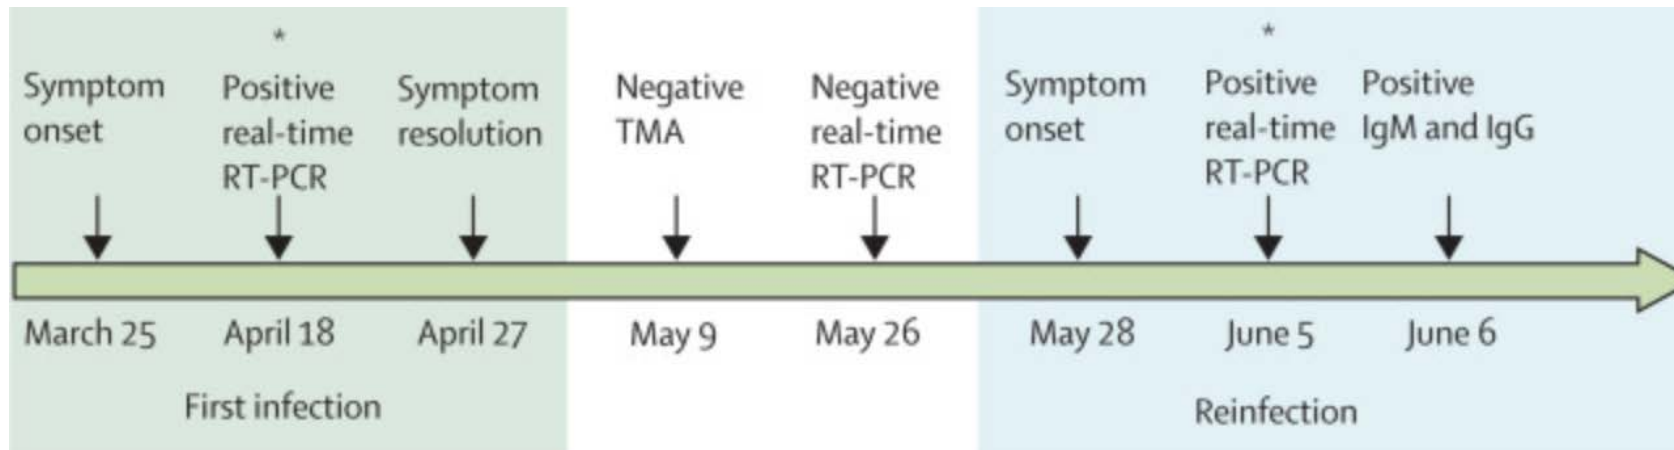 *
Symptom
onset
Positive
real-time
RT-PCR
Symptom
resolution
Negative
TMA
Negative
real-time
RT-PCR
Symptom
onset
*
Positive
real-time
RT-PCR
Positive
IgM and IgG
March 25
April 18
April 27
May 9
May 26
May 28
June 5
June 6
First infection
Reinfection